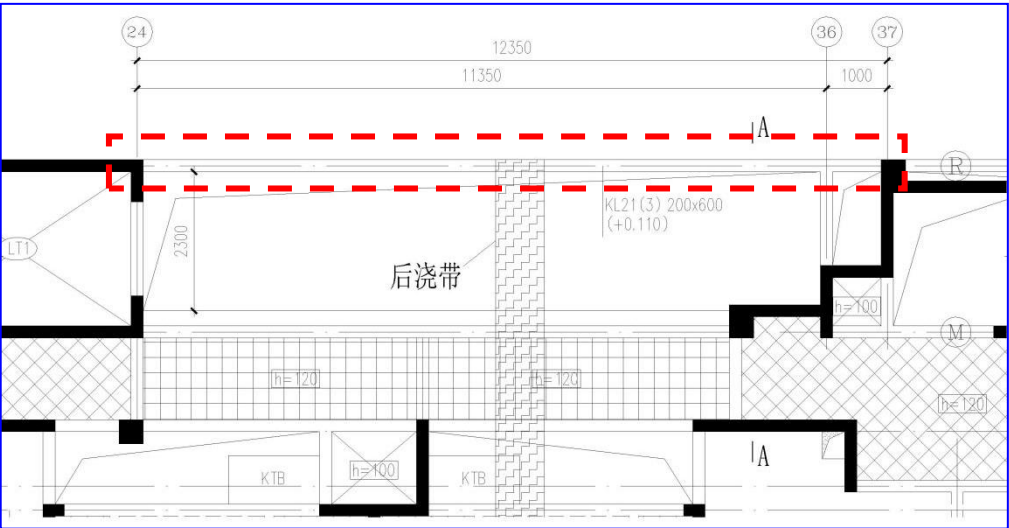 24
36
37
12350
11350
1000
A
R
KL21(3) 200x600
(+0.110)
2300
LT1
后浇带
h=100
M
h=120
h=120
h=120
A
h=100
KTB
KTB